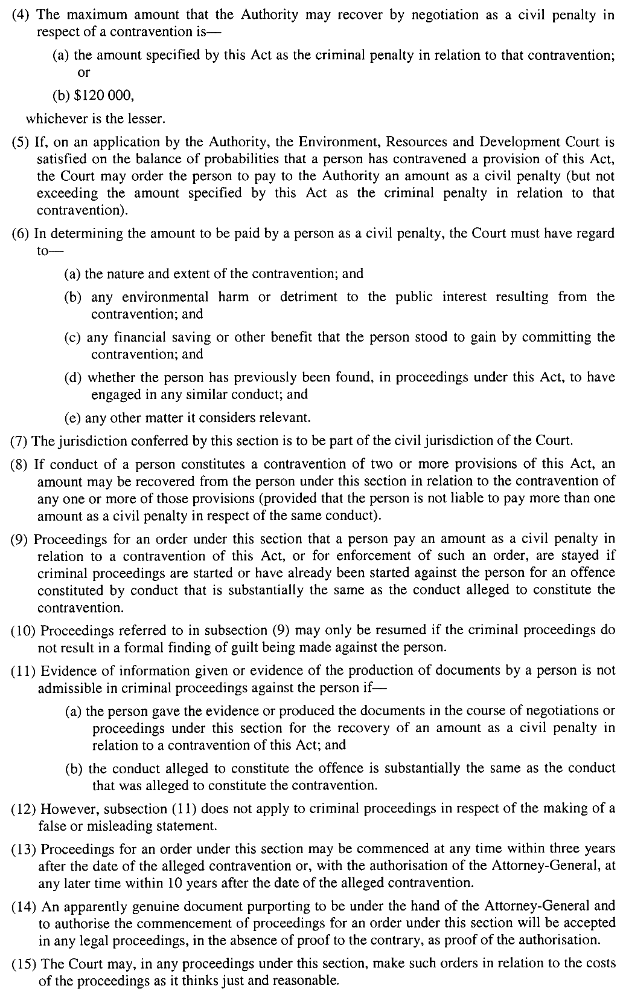 (4) The maximum amount that the Authority may recover by negotiation as a civil penalty in
respect of a contravention is—
(a) the amount specified by this Act as the criminal penalty in relation to that contravention;
or
(b) $120 000,
whichever is the lesser.
(5) If, on an application by the Authority, the Environment, Resources and Development Court is
satisfied on the balance of probabilities that a person has contravened a provision of this Act,
the Court may order the person to pay to the Authority an amount as a civil penalty (but not
exceeding the amount specified by this Act as the criminal penalty in relation to that
contravention).
(6) In determining the amount to be paid by a person as a civil penalty, the Court must have regard
to—
(a) the nature and extent of the contravention; and
(b) any environmental harm or detriment to the public interest resulting from the
contravention; and
(c) any financial saving or other benefit that the person stood to gain by committing the
contravention; and
(d) whether the person has previously been found, in proceedings under this Act, to have
engaged in any similar conduct; and
(e) any other matter it considers relevant.
(7) The jurisdiction conferred by this section is to be part of the civil jurisdiction of the Court.
(8) If conduct of a person constitutes a contravention of two or more provisions of this Act, an
amount may be recovered from the person under this section in relation to the contravention of
any one or more of those provisions (provided that the person is not liable to pay more than one
amount as a civil penalty in respect of the same conduct).
(9) Proceedings for an order under this section that a person pay an amount as a civil penalty in
relation to a contravention of this Act, or for enforcement of such an order, are stayed if
criminal proceedings are started or have already been started against the person for an offence
constituted by conduct that is substantially the same as the conduct alleged to constitute the
contravention.
(10) Proceedings referred to in subsection (9) may only be resumed if the criminal proceedings do
not result in a formal finding of guilt being made against the person.
(11) Evidence of information given or evidence of the production of documents by a person is not
admissible in criminal proceedings against the person if—
(a) the person gave the evidence or produced the documents in the course of negotiations or
proceedings under this section for the recovery of an amount as a civil penalty in
relation to a contravention of this Act; and
(b) the conduct alleged to constitute the offence is substantially the same as the conduct
that was alleged to constitute the contravention.
(12) However, subsection (11) does not apply to criminal proceedings in respect of the making of a
false or misleading statement.
(13) Proceedings for an order under this section may be commenced at any time within three years
after the date of the alleged contravention or, with the authorisation of the Attorney-General, at
any later time within 10 years after the date of the alleged contravention.
(14) An apparently genuine document purporting to be under the hand of the Attorney-General and
to authorise the commencement of proceedings for an order under this section will be accepted
in any legal proceedings, in the absence of proof to the contrary, as proof of the authorisation.
(15) The Court may, in any proceedings under this section, make such orders in relation to the costs
of the proceedings as it thinks just and reasonable.